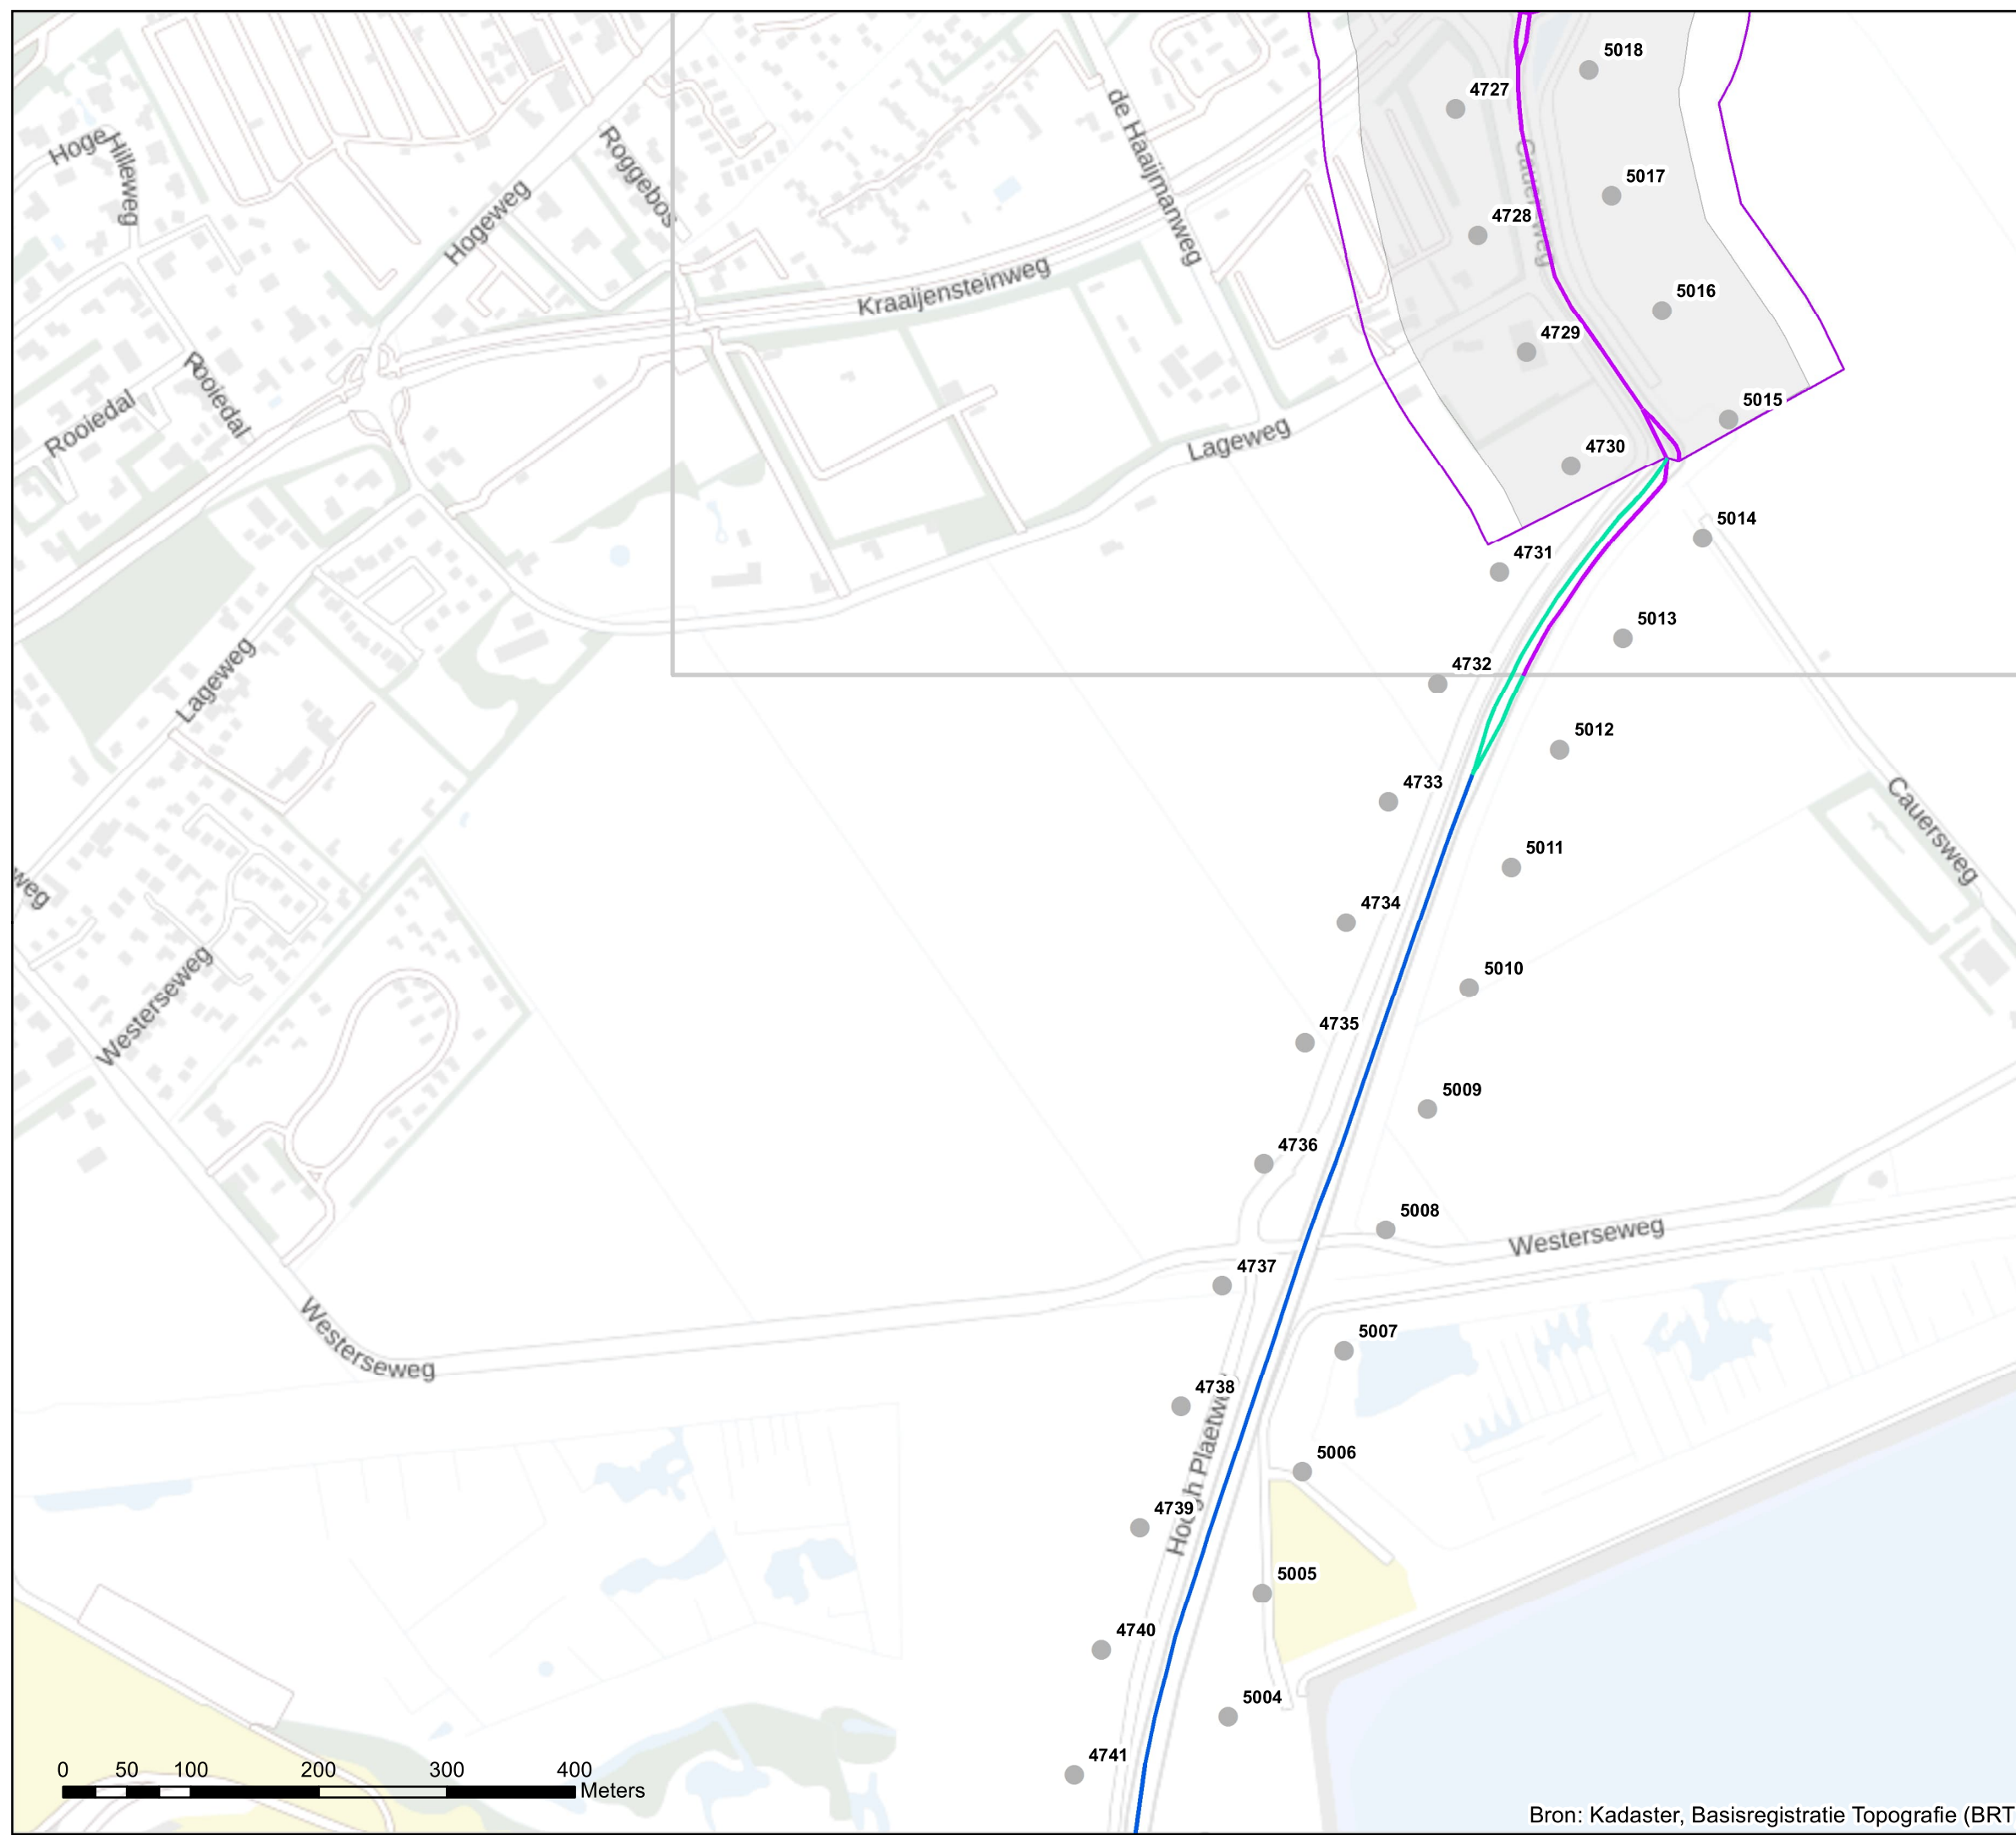 5018
4727
Hoge
Hilleweg
Roggebos
de Haaijmanweg
Cauersweg
5017
4728
Hogeweg
Kraaijensteinweg
5016
4729
Rooiedal
Rooiedal
5015
Lageweg
4730
5014
4731
5013
Lageweg
4732
5012
4733
Cauersweg
5011
weg
4734
5010
Westerseweg
4735
5009
4736
5008
Westerseweg
4737
Westerseweg
5007
4738
Hoogh Plaetweg
5006
4739
5005
4740
5004
4741
0 50 100 200 300 400
Meters
Bron: Kadaster, Basisregistratie Topografie (BRT